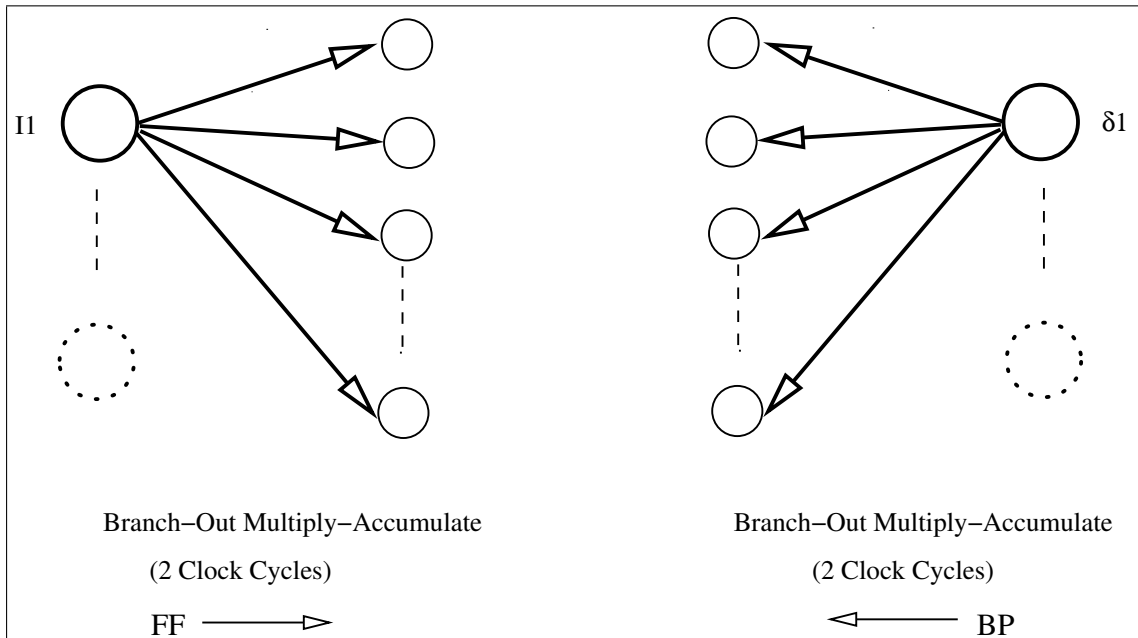 I1
δ1
Branch−Out Multiply−Accumulate
(2 Clock Cycles)
FF
Branch−Out Multiply−Accumulate
(2 Clock Cycles)
BP